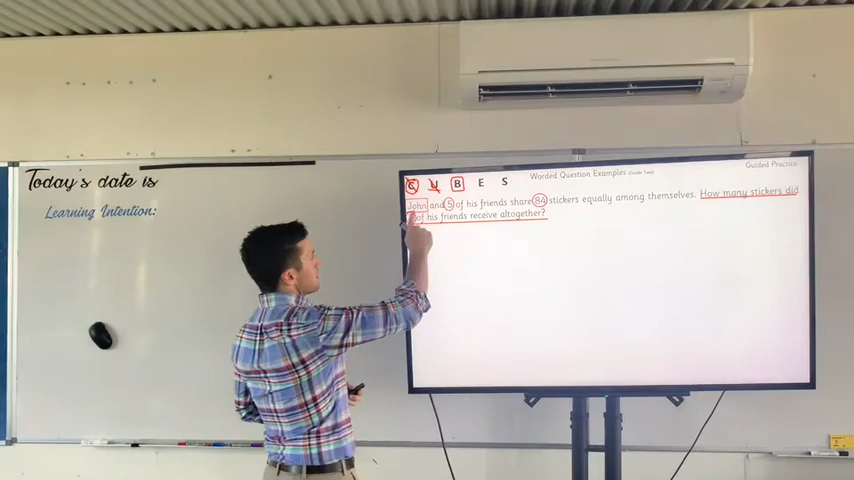 Today's date is
Learning Intention:
C U B E S
Worded Question Examples
Guided Practice
John and 5 of his friends share 84 stickers equally among themselves. How many stickers did
of his friends receive altogether?